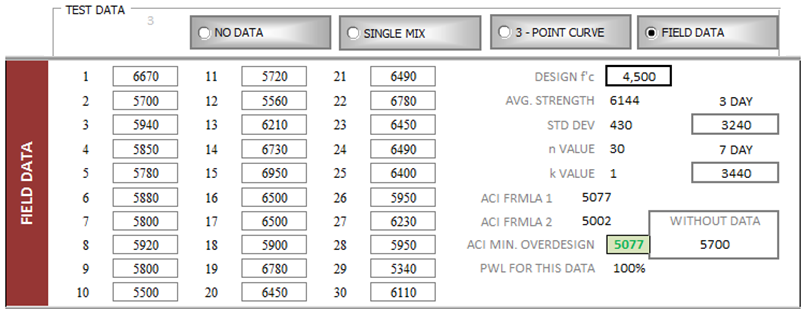 TEST DATA
3
NO DATA SINGLE MIX 3 - POINT CURVE FIELD DATA
FIELD DATA
1 6670 11 5720 21 6490 DESIGN f'c 4,500
2 5700 12 5560 22 6780 AVG. STRENGTH 6144 3 DAY
3 5940 13 6210 23 6450 STD DEV 430 3240
4 5850 14 6730 24 6490 n VALUE 30 7 DAY
5 5780 15 6950 25 6400 k VALUE 1 3440
6 5880 16 6500 26 5950 ACI FRMLA 1 5077
7 5800 17 6500 27 6230 ACI FRMLA 2 5002 WITHOUT DATA
8 5920 18 5900 28 5950 ACI MIN. OVERDESIGN 5077 5700
9 5800 19 6780 29 5340 PWL FOR THIS DATA 100%
10 5500 20 6450 30 6110